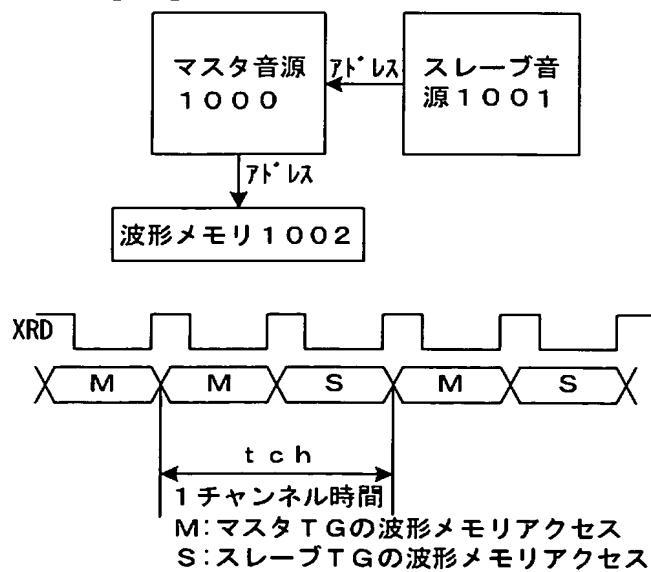 マスタ音源
１０００
アドレス
スレーブ音
源１００１
アドレス
波形メモリ１００２
XRD
M M S M S
ｔｃｈ
１チャンネル時間
M：マスタＴＧの波形メモリアクセス
S：スレーブＴＧの波形メモリアクセス